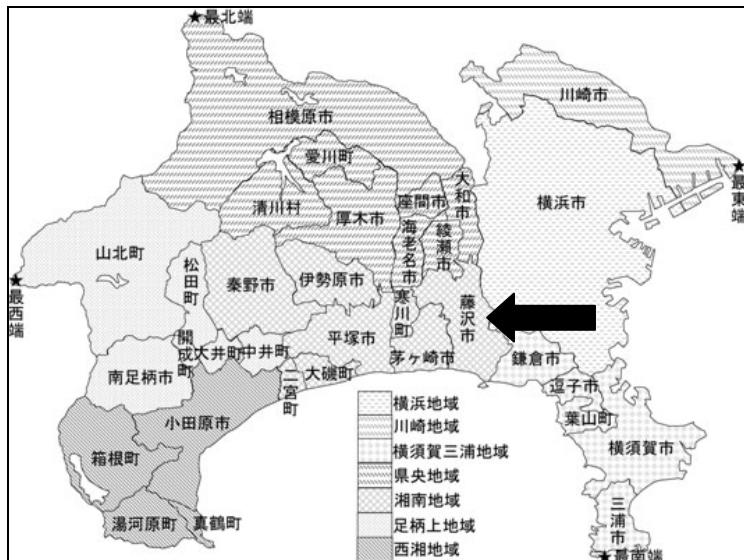 ★最北端
相模原市
川崎市
愛川町
大和市
★最東端
座間市
横浜市
清川村
厚木市
海老名市
綾瀬市
山北町
松田町
秦野市
伊勢原市
★最西端
寒川町
藤沢市
開成町
大井町
中井町
平塚市
茅ヶ崎市
鎌倉市
南足柄市
二宮町
大磯町
逗子市
葉山町
小田原市
横須賀市
箱根町
湯河原町
真鶴町
三浦市
★最南端
横浜地域
川崎地域
横須賀三浦地域
県央地域
湘南地域
足柄上地域
西湘地域